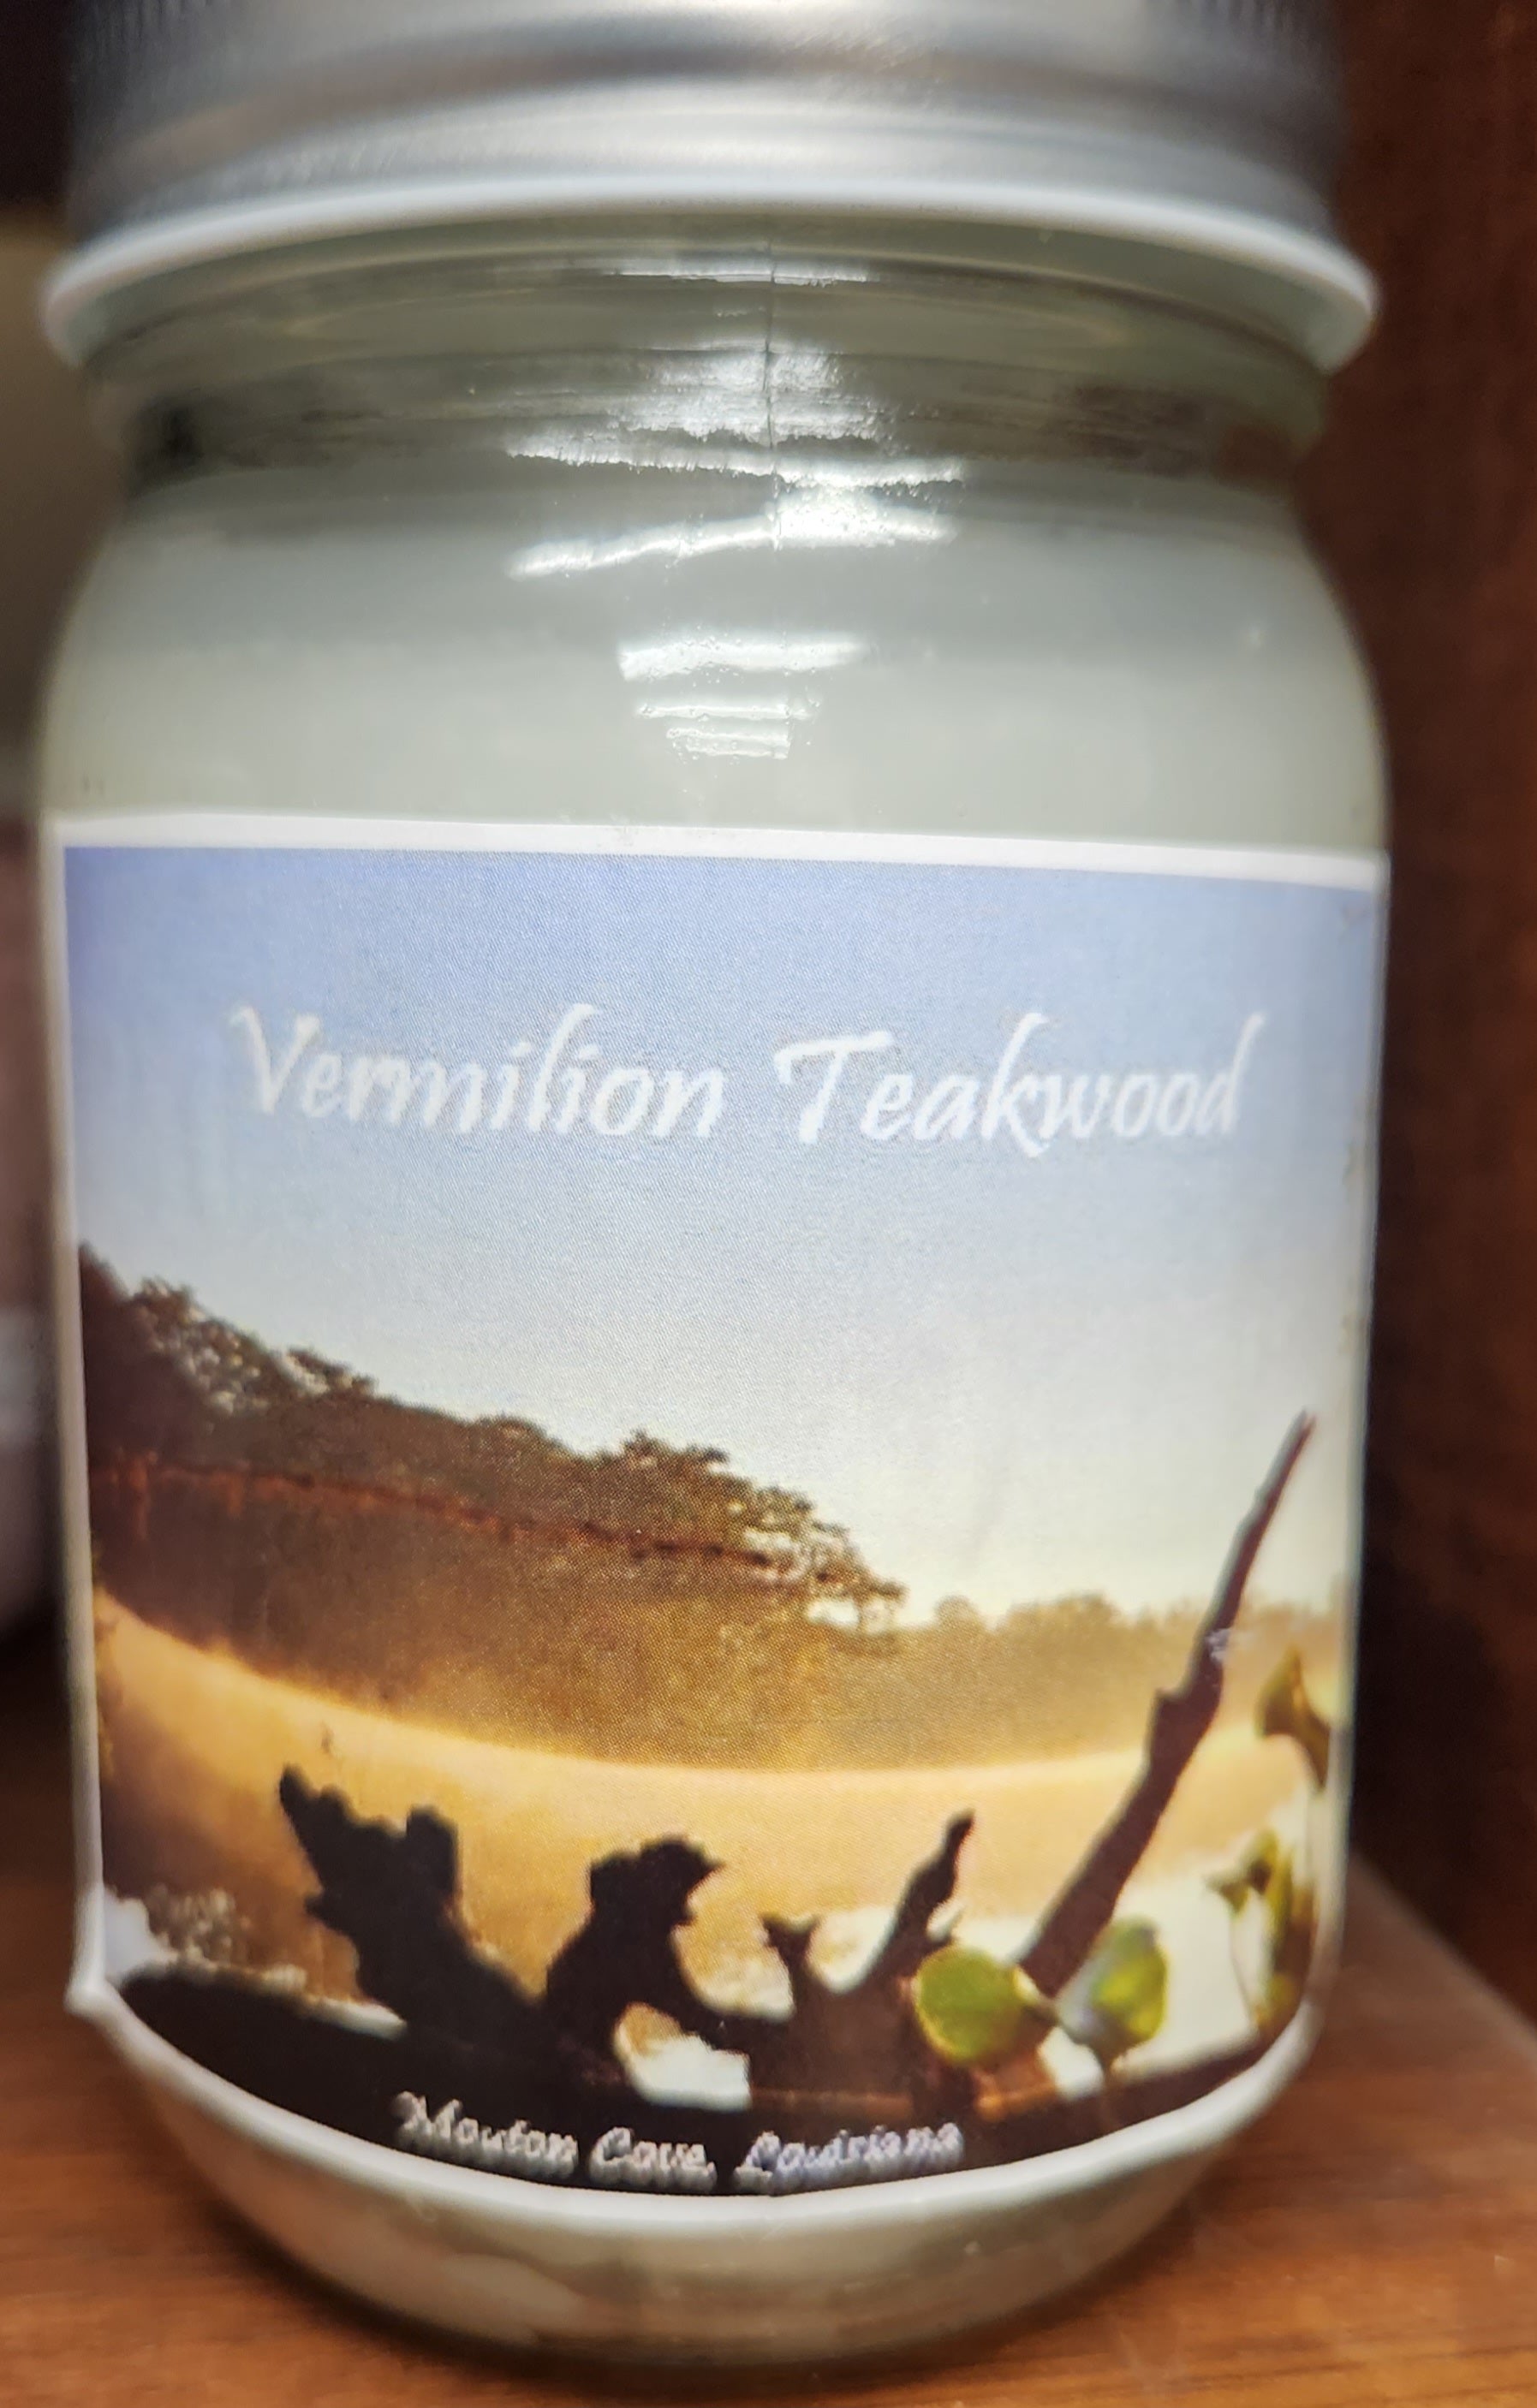 Vermilion Teakwood
Mouton Cove, Louisiana